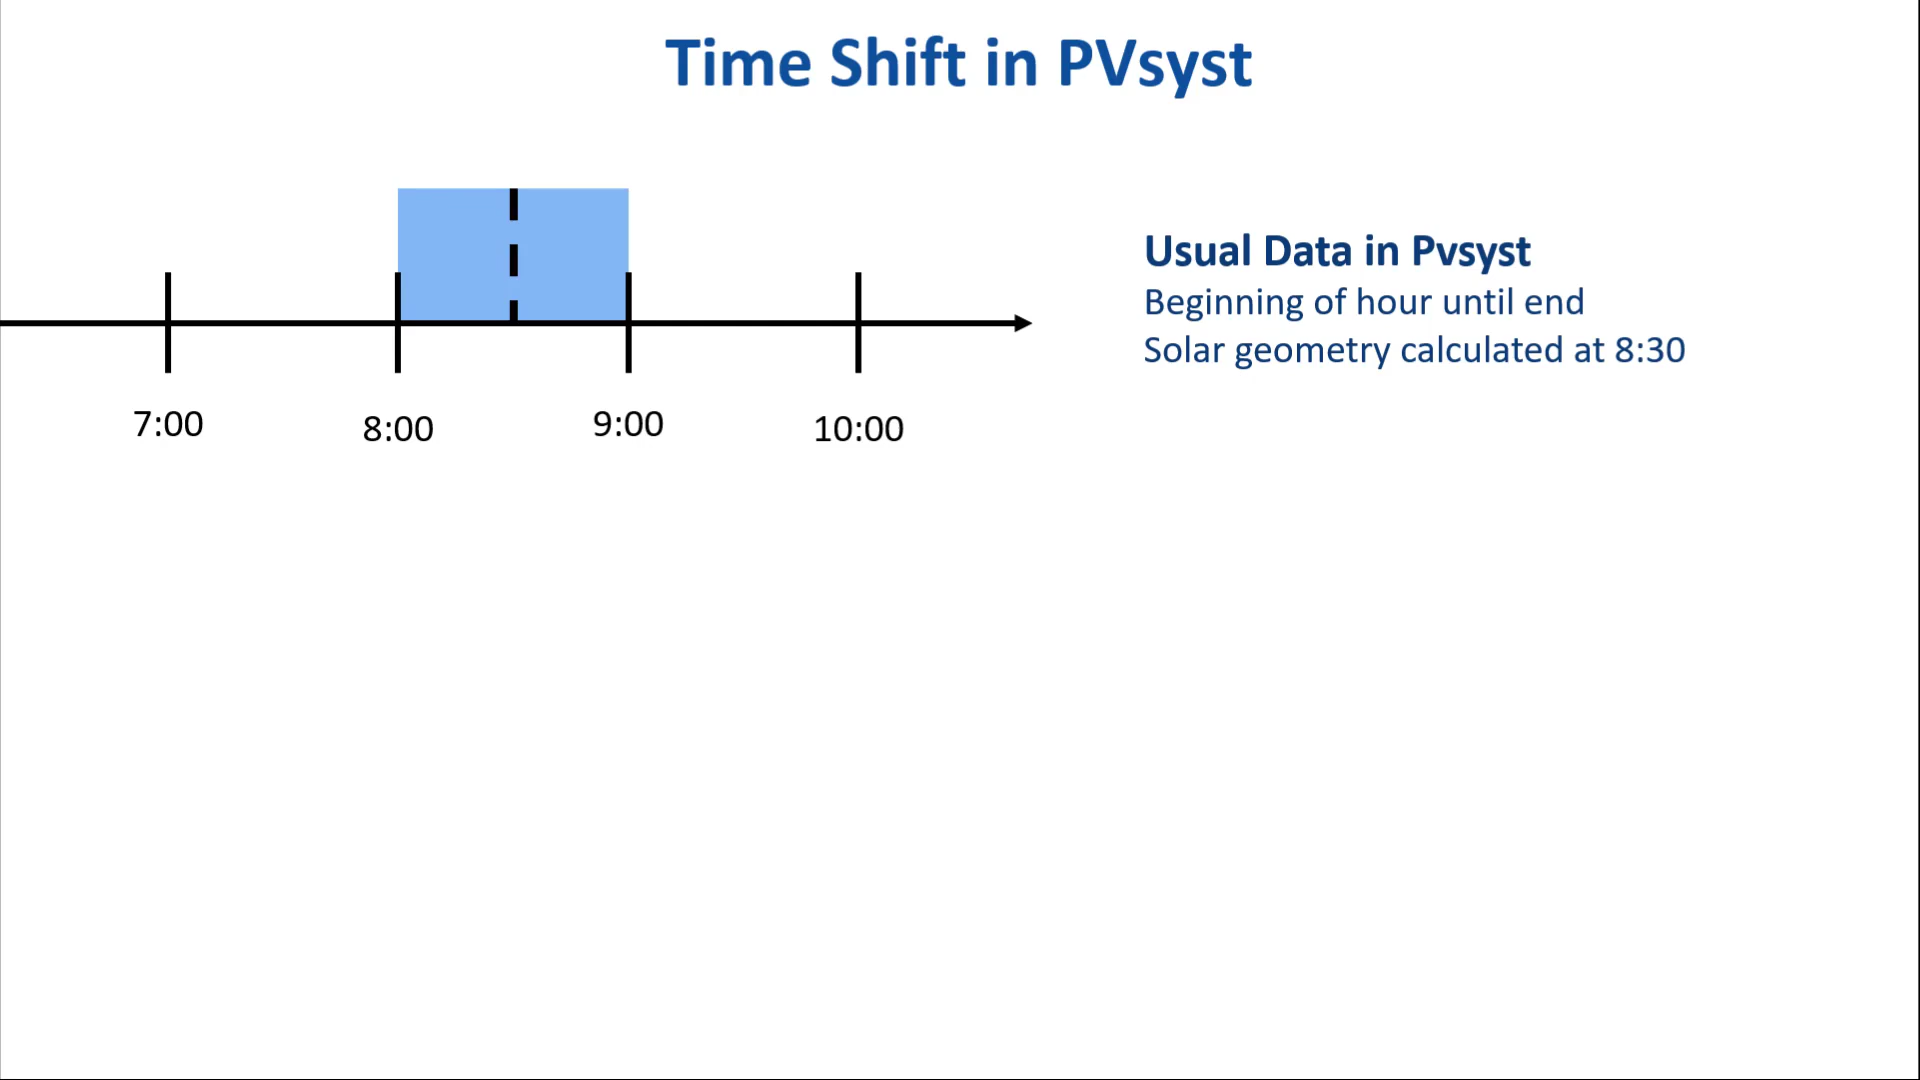 Time Shift in PVsyst
Usual Data in Pvsyst
Beginning of hour until end
Solar geometry calculated at 8:30
7:00
8:00
9:00
10:00